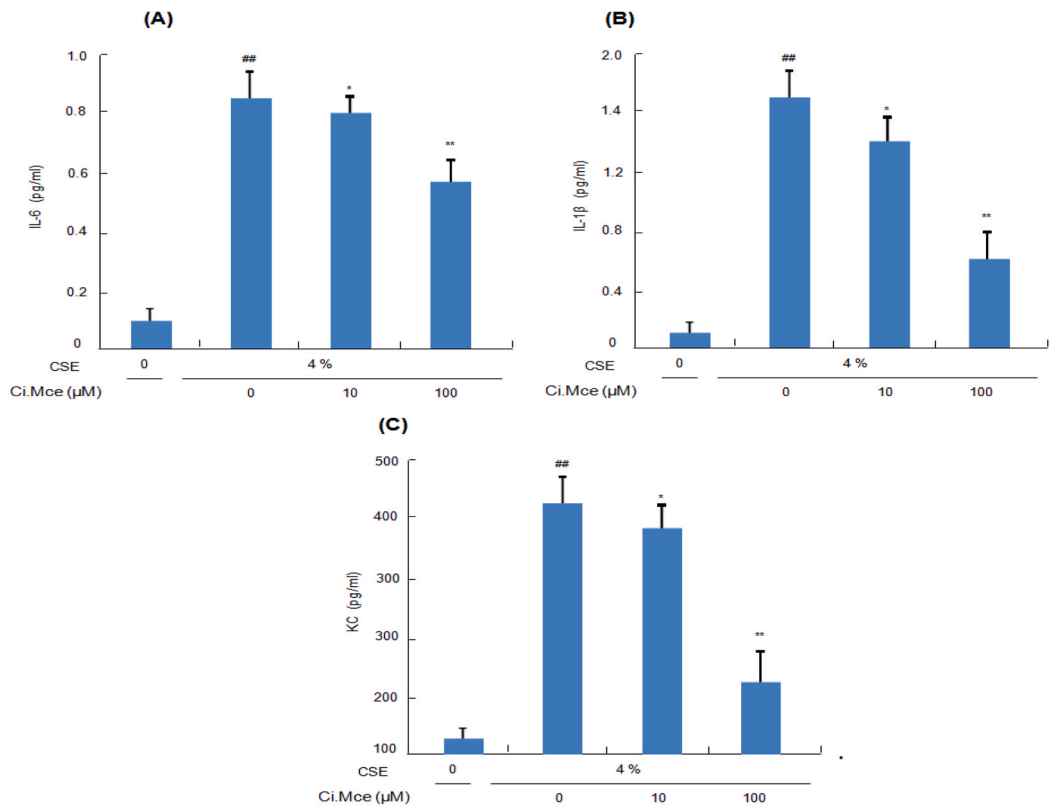 (A)
IL-6 (pg/ml)
1.0
0.8
0.6
0.4
0.2
0
##
*
**
CSE 0 4 %
Ci.Mce (µM) 0 10 100
(B)
IL-1β (pg/ml)
2.0
1.4
1.2
0.8
0.4
0
##
*
**
CSE 0 4 %
Ci.Mce (µM) 0 10 100
(C)
KC (pg/ml)
500
400
300
300
200
100
##
*
**
.
CSE 0 4 %
Ci.Mce (µM) 0 10 100